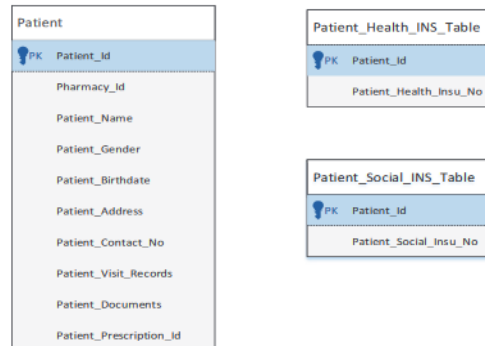 Patient
PK Patient_Id
Pharmacy_Id
Patient_Name
Patient_Gender
Patient_Birthdate
Patient_Address
Patient_Contact_No
Patient_Visit_Records
Patient_Documents
Patient_Prescription_Id
Patient_Health_INS_Table
PK Patient_Id
Patient_Health_Insu_No
Patient_Social_INS_Table
PK Patient_Id
Patient_Social_Insu_No